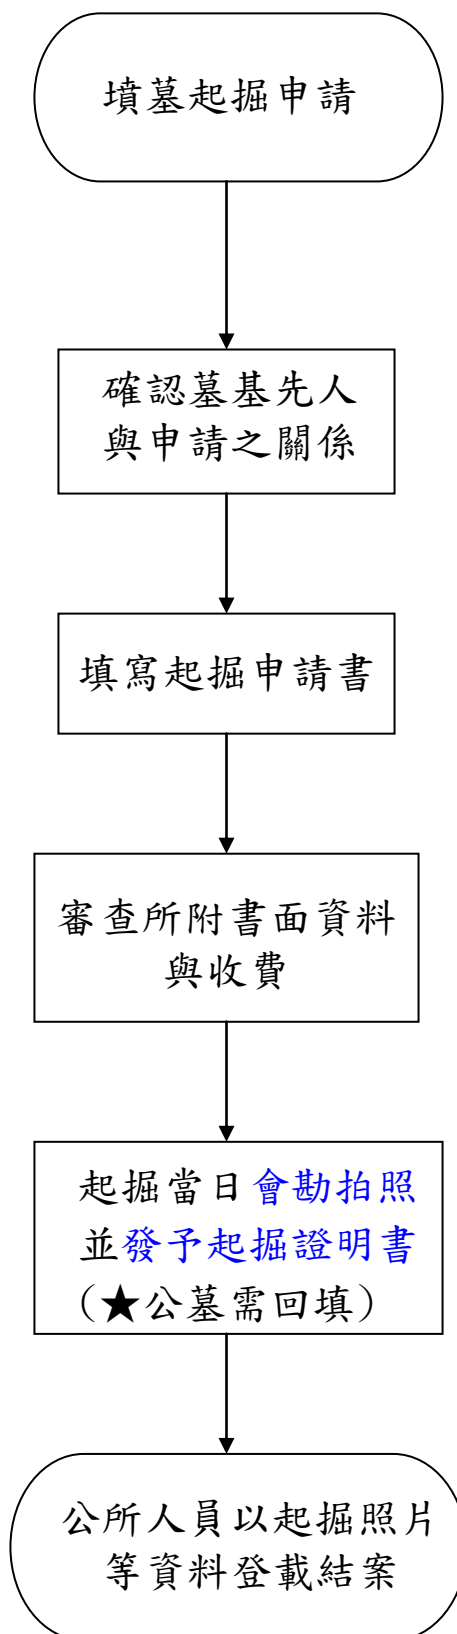 墳墓起掘申請
確認墓基先人
與申請之關係
填寫起掘申請書
審查所附書面資料
與收費
起掘當日會勘拍照
並發予起掘證明書
(★公墓需回填)
公所人員以起掘照片
等資料登載結案